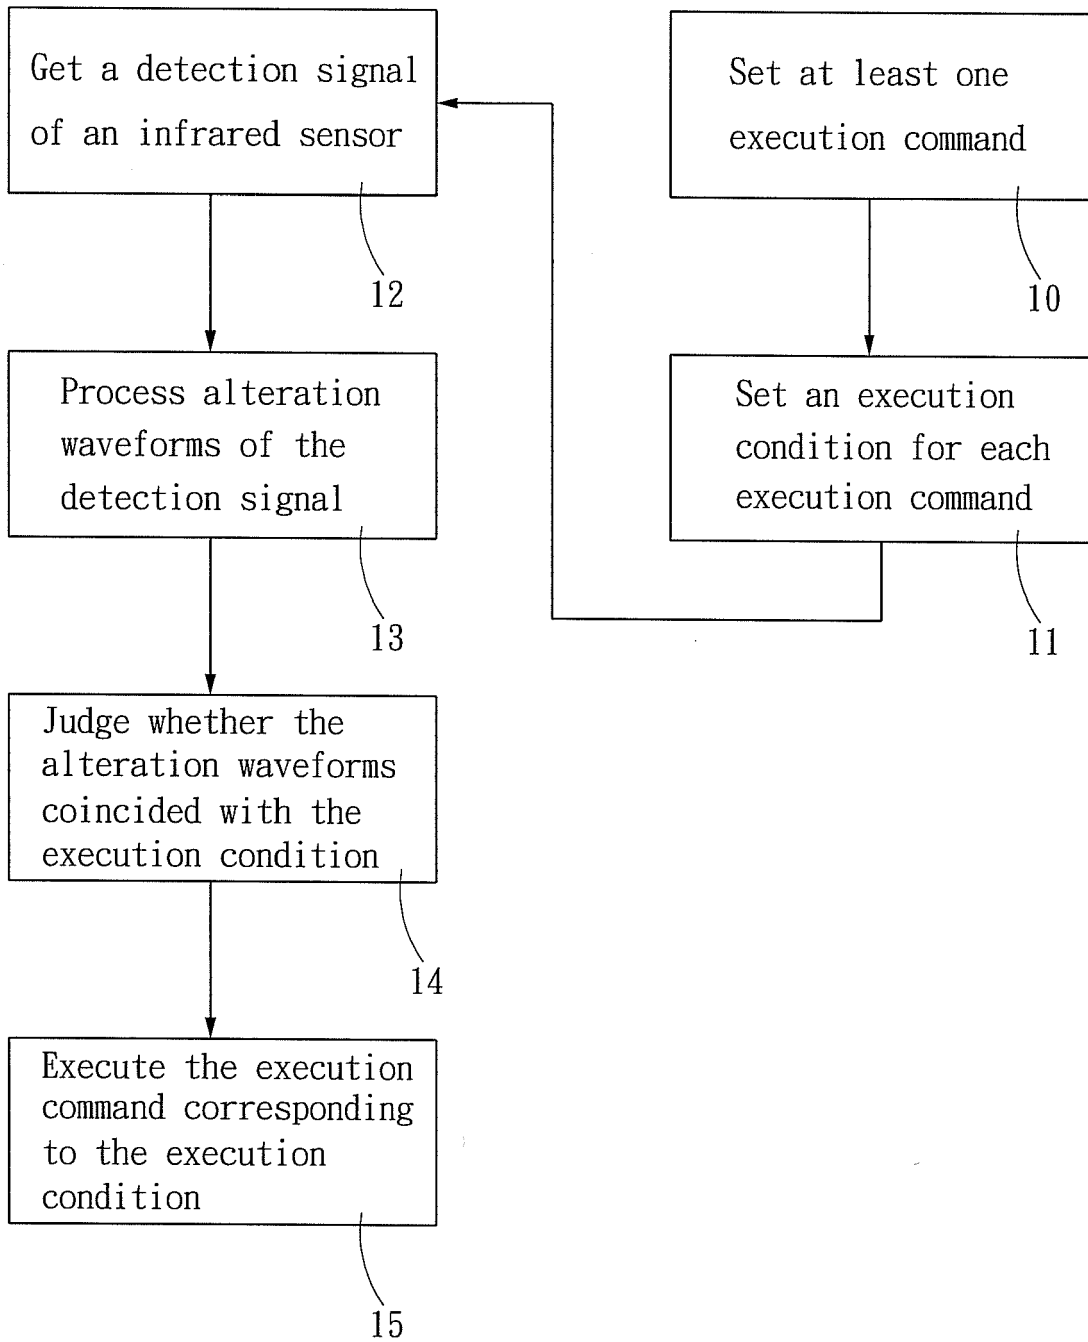 Get a detection signal
of an infrared sensor
12
Process alteration
waveforms of the
detection signal
13
Judge whether the
alteration waveforms
coincided with the
execution condition
14
Execute the execution
command corresponding
to the execution
condition
15
Set at least one
execution command
10
Set an execution
condition for each
execution command
11